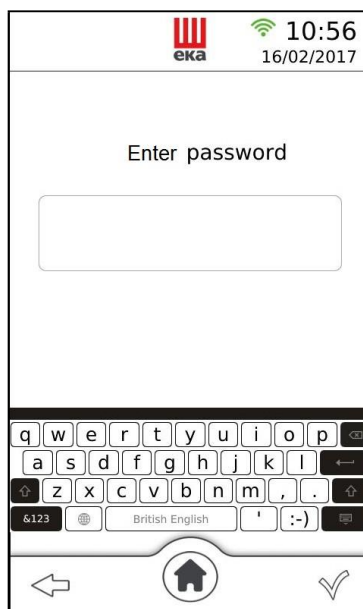 10:56
eka 16/02/2017
Enter password
q w e r t y u i o p
a s d f g h j k l
z x c v b n m , .
&123 British English ' :-)